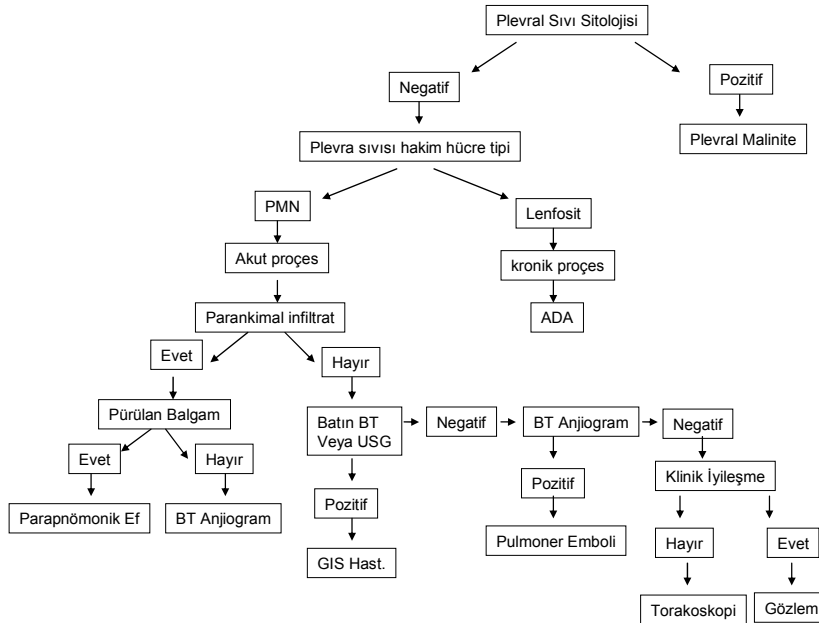 Plevral Sıvı Sitolojisi
Negatif
Pozitif
Plevra sıvısı hakim hücre tipi
Plevral Malinite
PMN
Lenfosit
Akut proçes
kronik proçes
Parankimal infiltrat
ADA
Evet
Hayır
Pürülan Balgam
Batın BT
Veya USG
Negatif
BT Anjiogram
Negatif
Evet
Hayır
Pozitif
Pozitif
Klinik İyileşme
Parapnömonik Ef
BT Anjiogram
GIS Hast.
Pulmoner Emboli
Hayır
Evet
Torakoskopi
Gözlem